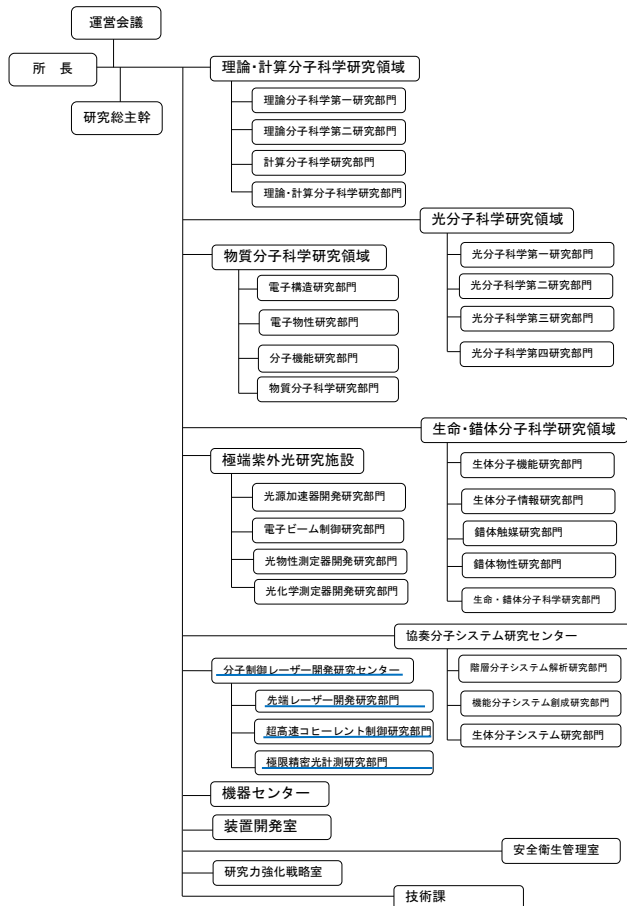 運営会議
所　長
研究総主幹
理論・計算分子科学研究領域
理論分子科学第一研究部門
理論分子科学第二研究部門
計算分子科学研究部門
理論・計算分子科学研究部門
光分子科学研究領域
光分子科学第一研究部門
光分子科学第二研究部門
光分子科学第三研究部門
光分子科学第四研究部門
物質分子科学研究領域
電子構造研究部門
電子物性研究部門
分子機能研究部門
物質分子科学研究部門
生命・錯体分子科学研究領域
生体分子機能研究部門
生体分子情報研究部門
錯体触媒研究部門
錯体物性研究部門
生命・錯体分子科学研究部門
極端紫外光研究施設
光源加速器開発研究部門
電子ビーム制御研究部門
光物性測定器開発研究部門
光化学測定器開発研究部門
協奏分子システム研究センター
階層分子システム解析研究部門
機能分子システム創成研究部門
生体分子システム研究部門
分子制御レーザー開発研究センター
先端レーザー開発研究部門
超高速コヒーレント制御研究部門
極限精密光計測研究部門
機器センター
装置開発室
安全衛生管理室
研究力強化戦略室
技術課